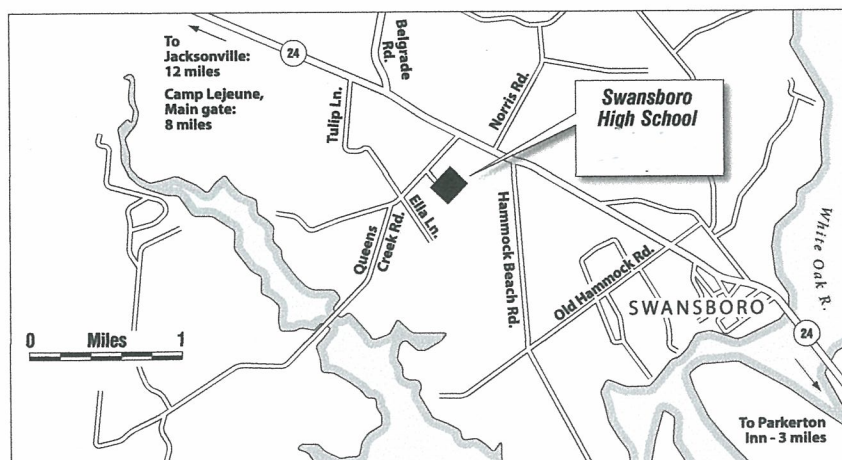 To
Jacksonville:
12 miles
Camp Lejeune,
Main gate:
8 miles
24
Belgrade
Rd.
Tulip Ln.
Norris Rd.
Swansboro
High School
Ella Ln.
Queens
Creek Rd.
Hammock Beach Rd.
Old Hammock Rd.
White Oak R.
SWANSBORO
0 Miles 1
24
To Parkerton
Inn - 3 miles